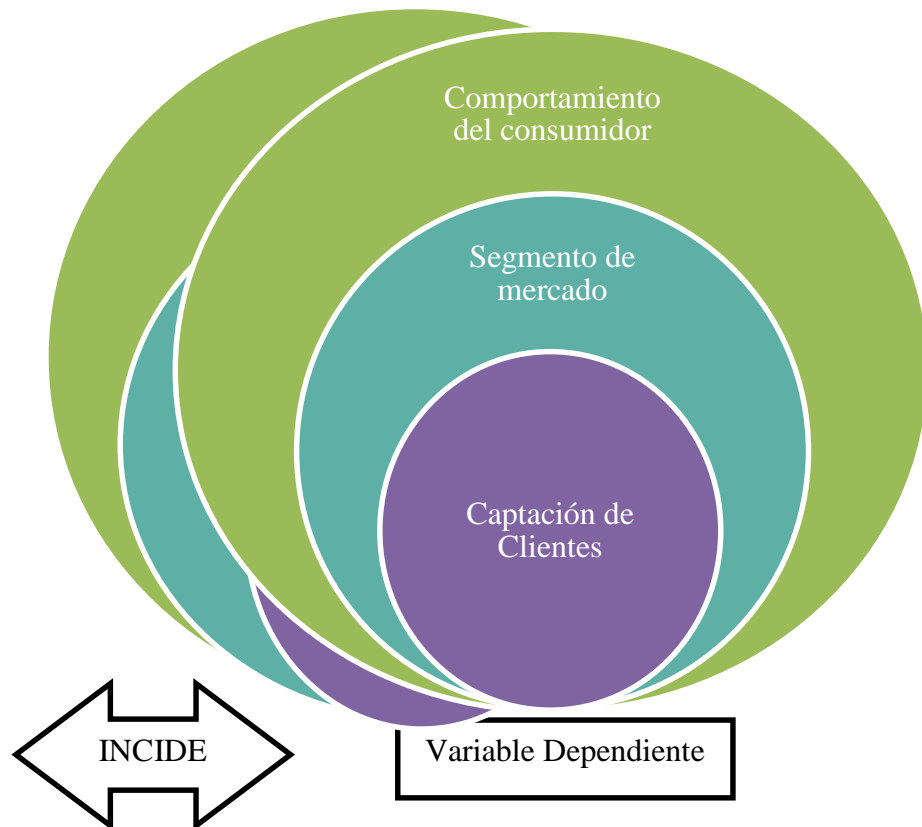 Comportamiento
del consumidor
Segmento de
mercado
Captación de
Clientes
INCIDE
Variable Dependiente